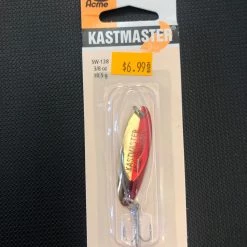 Acme
KASTMASTER
$6.99
SW-138
3/8 oz
10.5 g
KASTMASTER